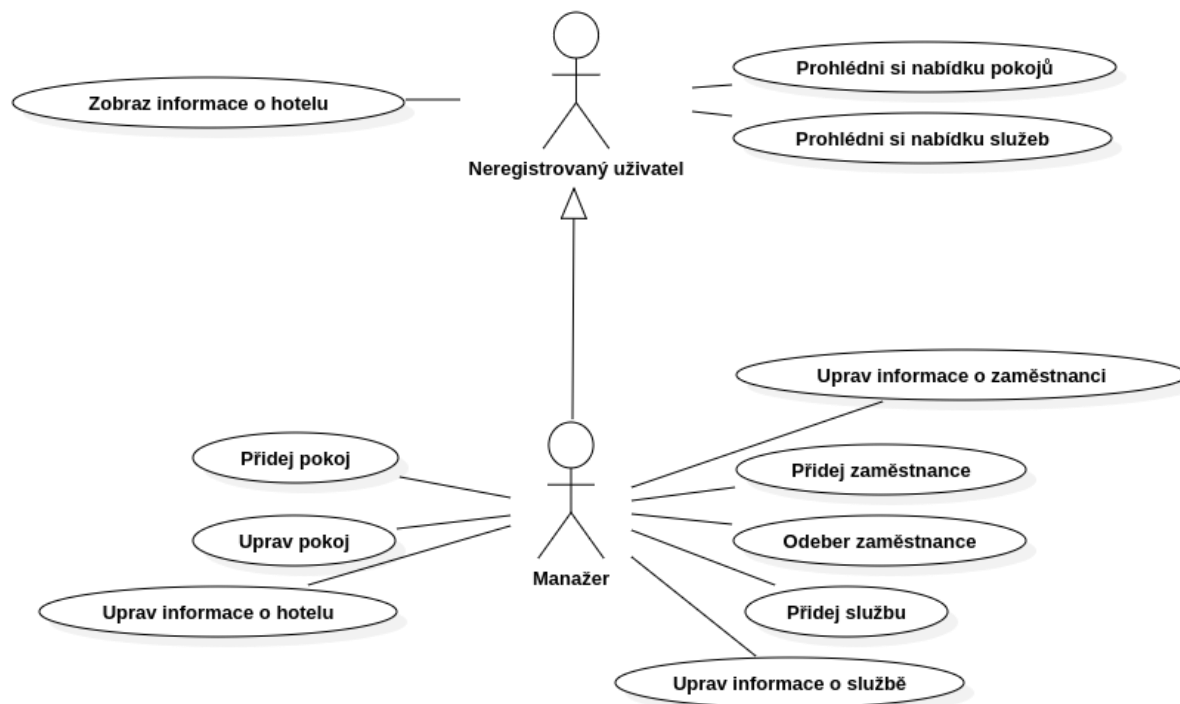 Prohlédni si nabídku pokojů
Zobraz informace o hotelu
Prohlédni si nabídku služeb
Neregistrovaný uživatel
Uprav informace o zaměstnanci
Přidej pokoj
Přidej zaměstnance
Uprav pokoj
Odeber zaměstnance
Manažer
Uprav informace o hotelu
Přidej službu
Uprav informace o službě